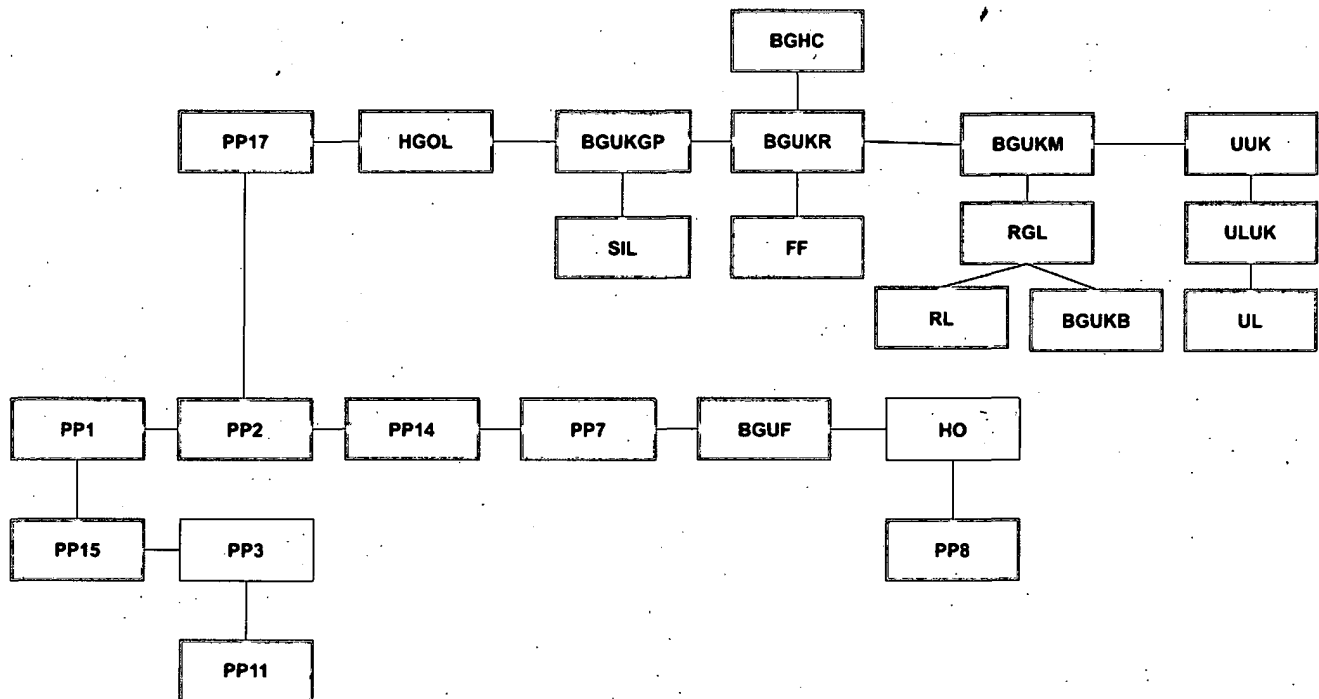 BGHC
PP17 HGOL BGUKGP BGUKR BGUKM UUK
SIL FF RGL ULUK
RL BGUKB UL
PP1 PP2 PP14 PP7 BGUF HO
PP15 PP3 PP8
PP11